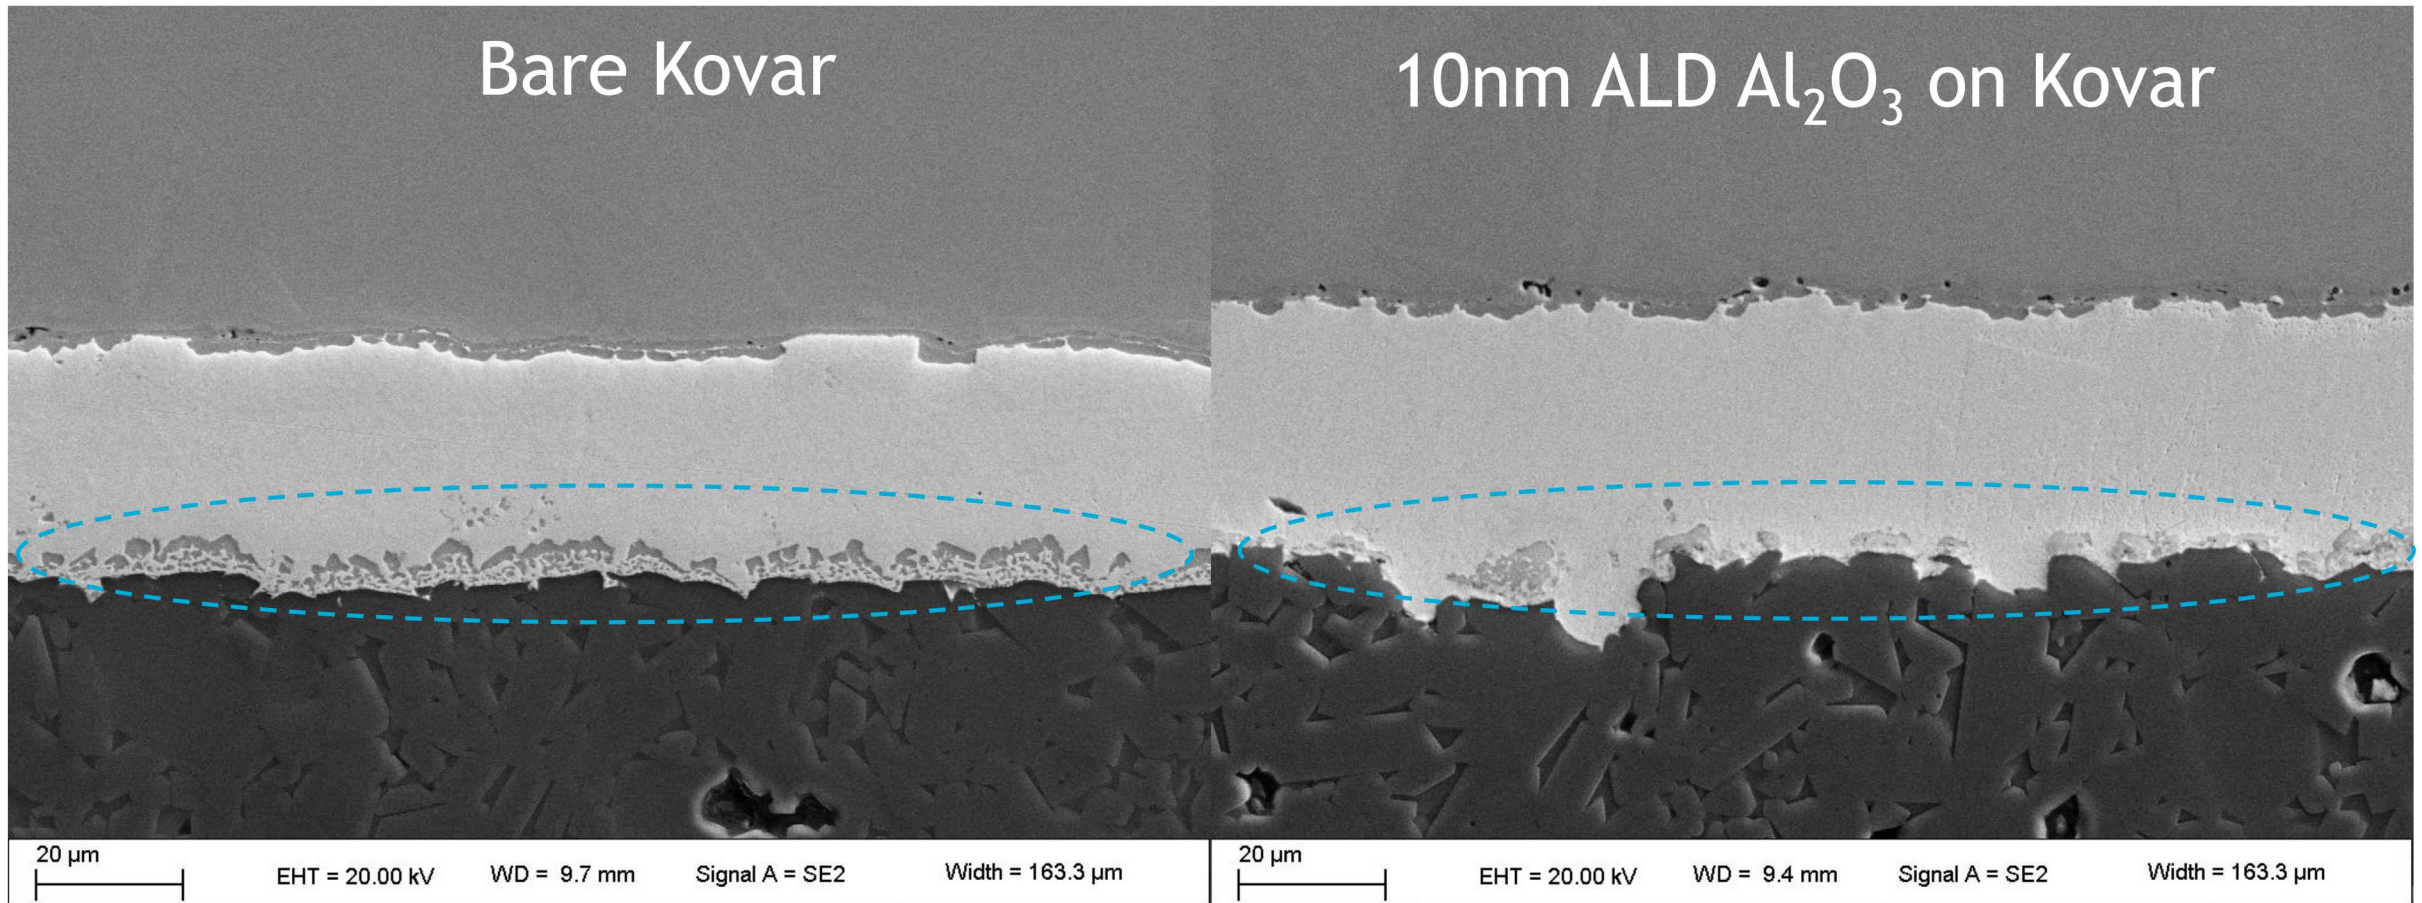 Bare Kovar
10nm ALD Al₂O₃ on Kovar
20 µm
EHT = 20.00 kV
WD = 9.7 mm
Signal A = SE2
Width = 163.3 µm
20 µm
EHT = 20.00 kV
WD = 9.4 mm
Signal A = SE2
Width = 163.3 µm